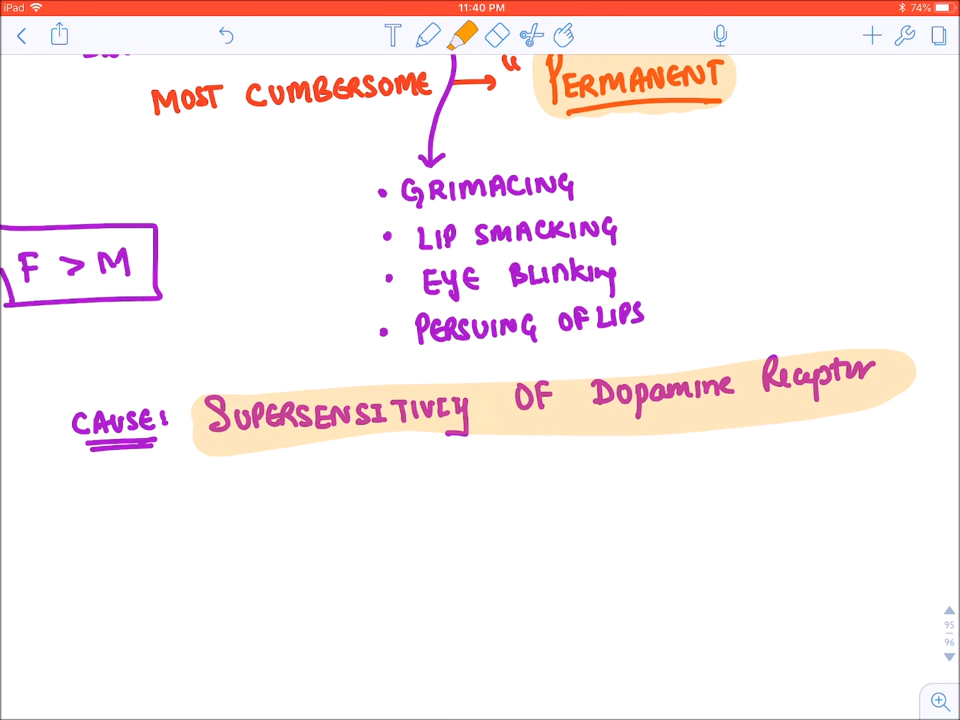 iPad 11:40 PM 74%
T
MOST CUMBERSOME → " PERMANENT
• GRIMACING
• LIP SMACKING
F > M
• EYE BLINKING
• PERSUING OF LIPS
CAUSE: SUPERSENSITIVIY OF DOPAMINE RECEPTOR
95
96